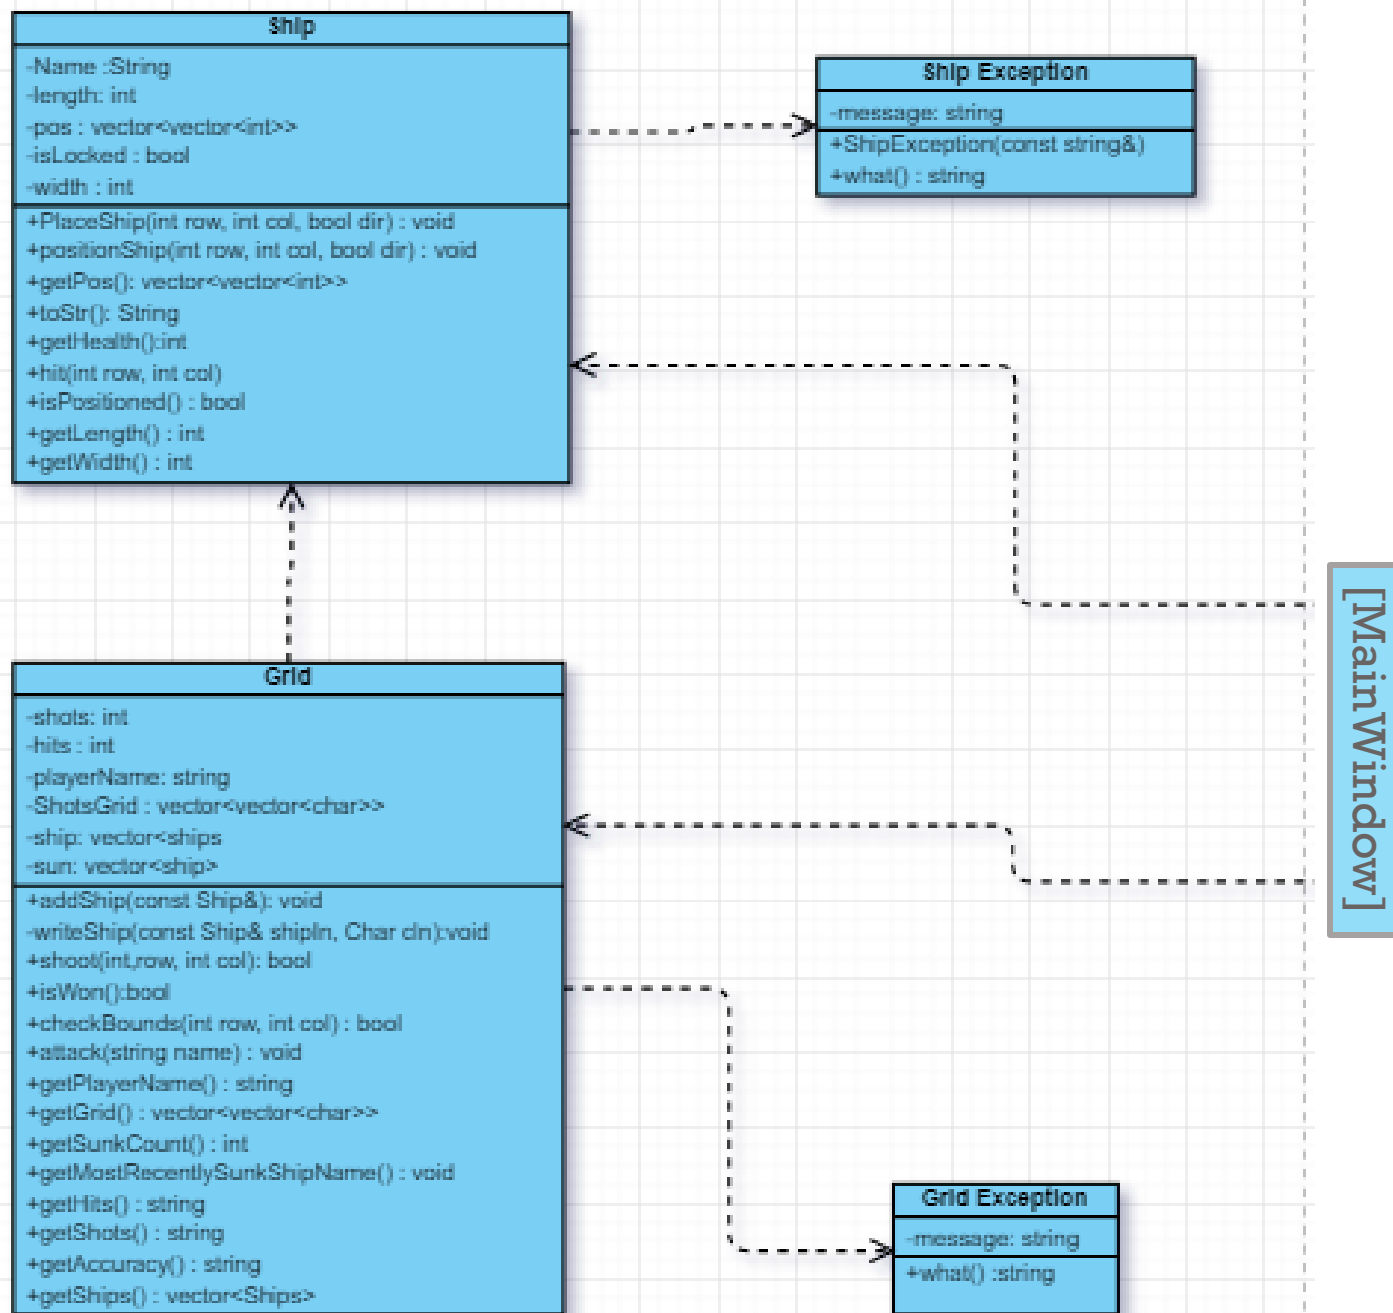 Ship
-Name :String
-length: int
-pos : vector<vector<int>>
-isLocked : bool
-width : int
+PlaceShip(int row, int col, bool dir) : void
+positionShip(int row, int col, bool dir) : void
+getPos(): vector<vector<int>>
+toStr(): String
+getHealth():int
+hit(int row, int col)
+isPositioned() : bool
+getLength() : int
+getWidth() : int
Ship Exception
-message: string
+ShipException(const string&)
+what() : string
Grid
-shots: int
-hits : int
-playerName: string
-ShotsGrid : vector<vector<char>>
-ship: vector<ships
-sun: vector<ship>
+addShip(const Ship&): void
-writeShip(const Ship& shipIn, Char cIn):void
+shoot(int,row, int col): bool
+isWon():bool
+checkBounds(int row, int col) : bool
+attack(string name) : void
+getPlayerName() : string
+getGrid() : vector<vector<char>>
+getSunkCount() : int
+getMostRecentlySunkShipName() : void
+getHits() : string
+getShots() : string
+getAccuracy() : string
+getShips() : vector<Ships>
Grid Exception
-message: string
+what() :string
[MainWindow]